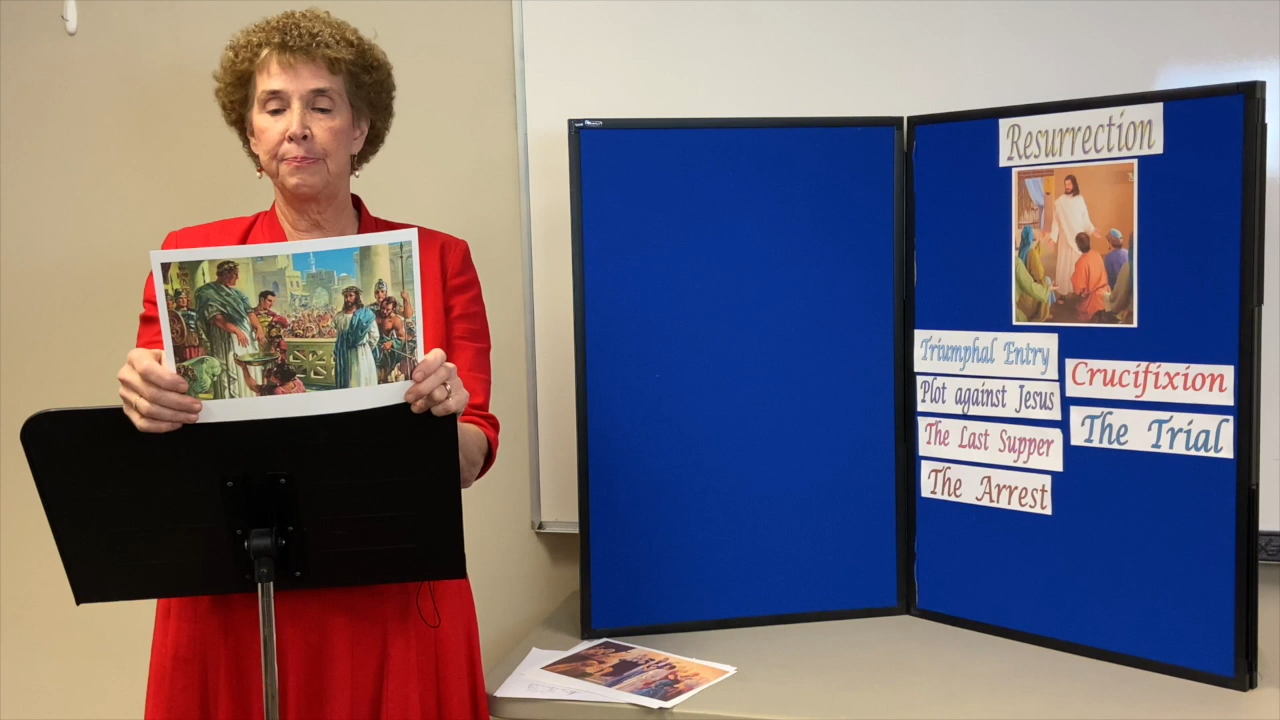 Resurrection
Triumphal Entry
Plot against Jesus
The Last Supper
The Arrest
Crucifixion
The Trial